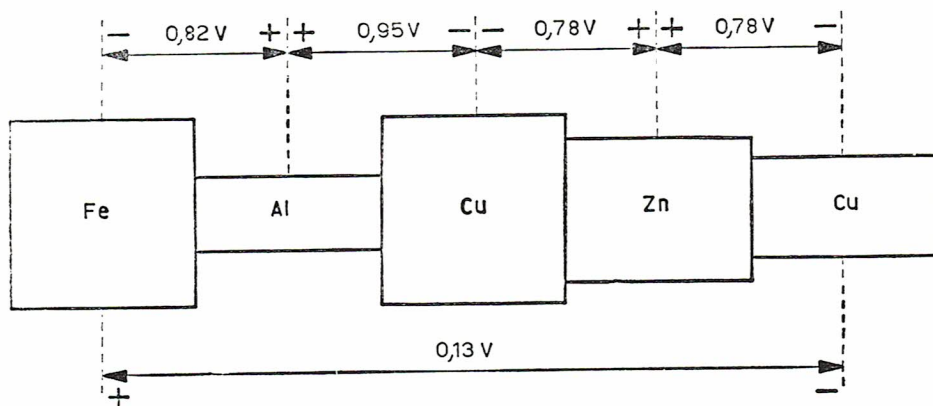 − 0,82 V + + 0,95 V − − 0,78 V + + 0,78 V −
Fe Al Cu Zn Cu
0,13 V
+ −